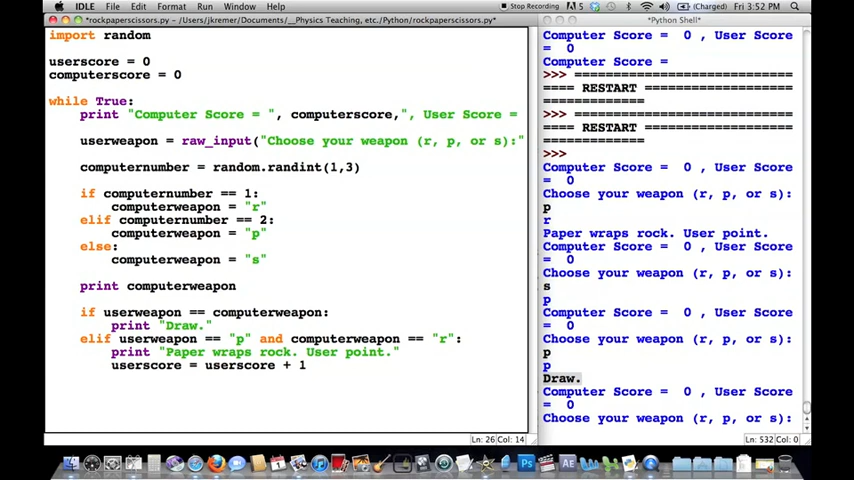 IDLE File Edit Format Run Window Help
Stop Recording 5 (Charged) Fri 3:52 PM
*rockpaperscissors.py - /Users/jkremer/Documents/__Physics Teaching, etc./Python/rockpaperscissors.py*
import random
userscore = 0
computerscore = 0
while True:
print "Computer Score = ", computerscore,", User Score =
userweapon = raw_input("Choose your weapon (r, p, or s):"
computernumber = random.randint(1,3)
if computernumber == 1:
computerweapon = "r"
elif computernumber == 2:
computerweapon = "p"
else:
computerweapon = "s"
print computerweapon
if userweapon == computerweapon:
print "Draw."
elif userweapon == "p" and computerweapon == "r":
print "Paper wraps rock. User point."
userscore = userscore + 1
Ln: 26 Col: 14
*Python Shell*
Computer Score =  0 , User Score
=  0
Computer Score =
>>> ============================
==== RESTART ===================
=============
>>> ============================
==== RESTART ===================
=============
>>>
Computer Score =  0 , User Score
=  0
Choose your weapon (r, p, or s):
p
r
Paper wraps rock. User point.
Computer Score =  0 , User Score
=  0
Choose your weapon (r, p, or s):
s
p
Computer Score =  0 , User Score
=  0
Choose your weapon (r, p, or s):
p
p
Draw.
Computer Score =  0 , User Score
=  0
Choose your weapon (r, p, or s):
Ln: 532 Col: 0
Ps
Ae